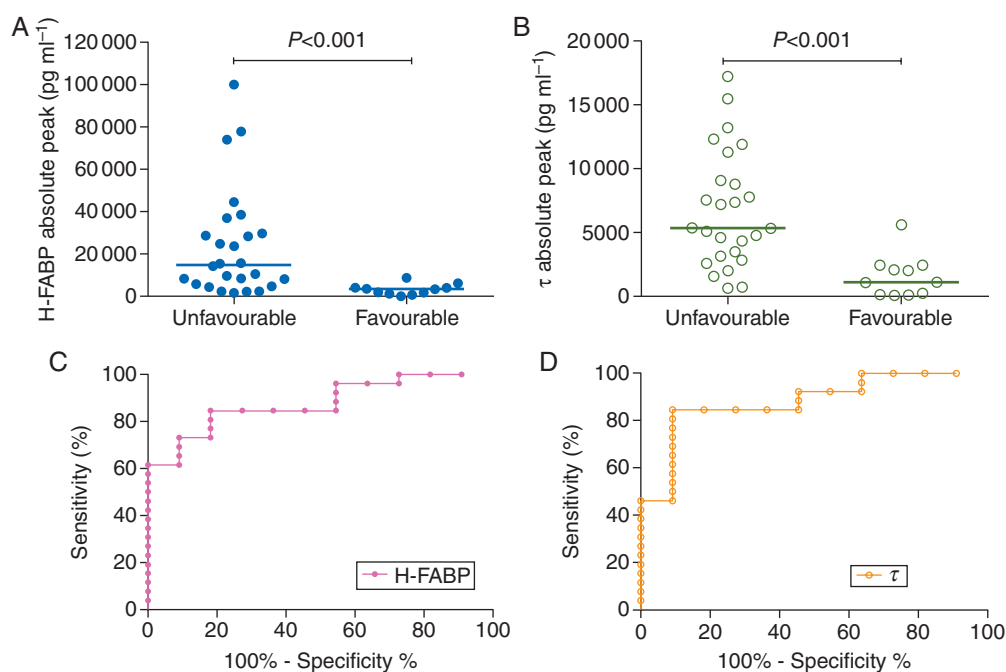 A
H-FABP absolute peak (pg ml⁻¹)
120 000
100 000
80 000
60 000
40 000
20 000
0
P<0.001
Unfavourable
Favourable
B
τ absolute peak (pg ml⁻¹)
20 000
15 000
10 000
5000
0
P<0.001
Unfavourable
Favourable
C
Sensitivity (%)
100
80
60
40
20
0
H-FABP
0 20 40 60 80 100
100% - Specificity %
D
Sensitivity (%)
100
80
60
40
20
0
τ
0 20 40 60 80 100
100% - Specificity %